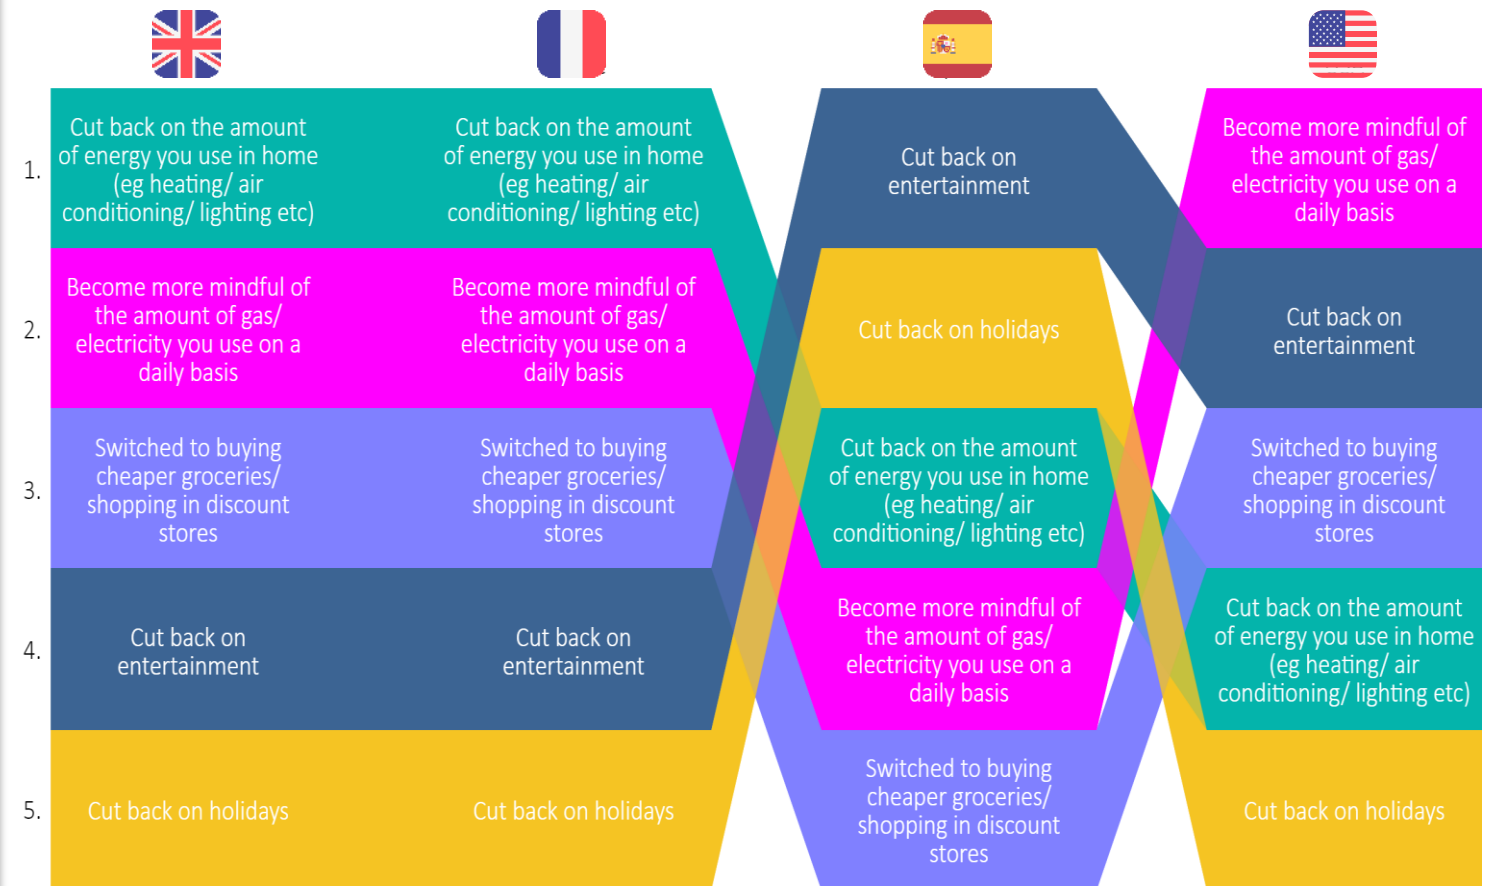 1.
Cut back on the amount
of energy you use in home
(eg heating/ air
conditioning/ lighting etc)
Cut back on the amount
of energy you use in home
(eg heating/ air
conditioning/ lighting etc)
Cut back on
entertainment
Become more mindful of
the amount of gas/
electricity you use on a
daily basis
2.
Become more mindful of
the amount of gas/
electricity you use on a
daily basis
Become more mindful of
the amount of gas/
electricity you use on a
daily basis
Cut back on holidays
Cut back on
entertainment
3.
Switched to buying
cheaper groceries/
shopping in discount
stores
Switched to buying
cheaper groceries/
shopping in discount
stores
Cut back on the amount
of energy you use in home
(eg heating/ air
conditioning/ lighting etc)
Switched to buying
cheaper groceries/
shopping in discount
stores
4.
Cut back on
entertainment
Cut back on
entertainment
Become more mindful of
the amount of gas/
electricity you use on a
daily basis
Cut back on the amount
of energy you use in home
(eg heating/ air
conditioning/ lighting etc)
5.
Cut back on holidays
Cut back on holidays
Switched to buying
cheaper groceries/
shopping in discount
stores
Cut back on holidays